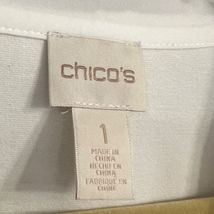 chico's
1
MADE IN
CHINA
HECHO EN
CHINA
FABRIQUÉ EN
CHINE